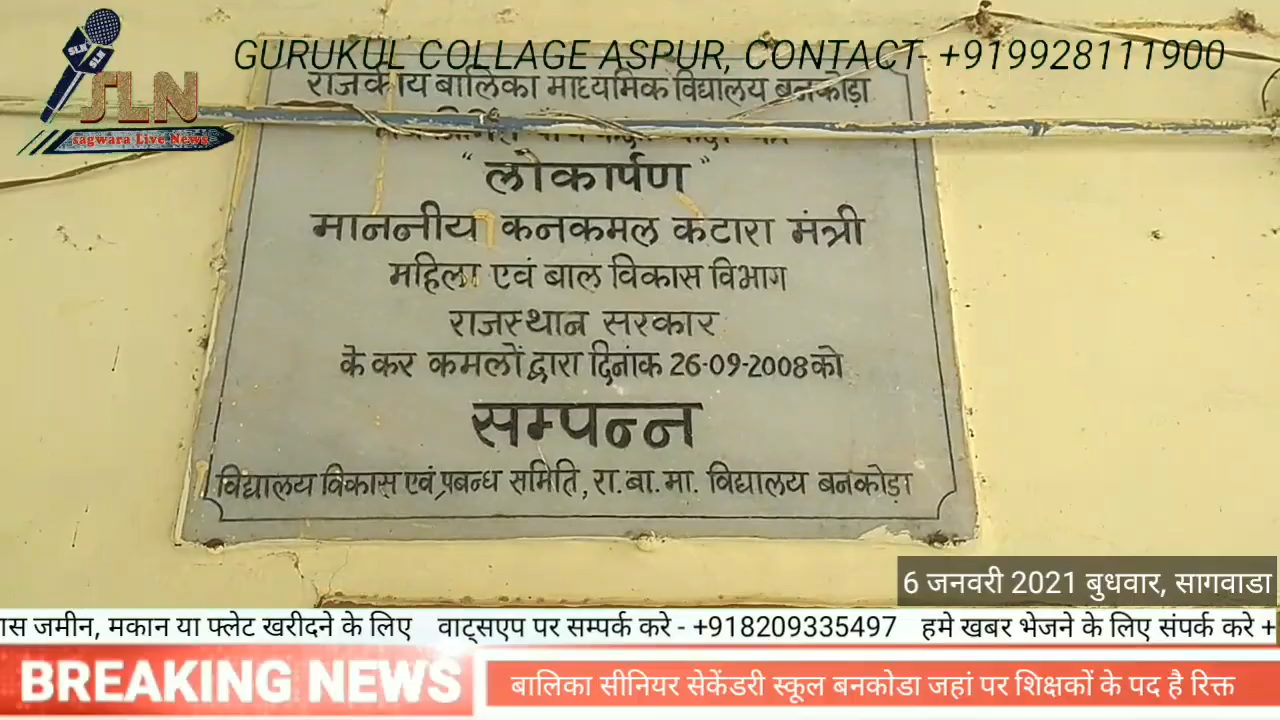 GURUKUL COLLAGE ASPUR, CONTACT- +919928111900
SLN
sagwara Live News
राजकीय बालिका माध्यमिक विद्यालय बनकोड़ा
"लोकार्पण"
माननीय कनकमल कटारा मंत्री
महिला एवं बाल विकास विभाग
राजस्थान सरकार
के कर कमलों द्वारा दिनांक 26-09-2008 को
सम्पन्न
विद्यालय विकास एवं प्रबन्ध समिति, रा. बा. मा. विद्यालय बनकोड़ा
6 जनवरी 2021 बुधवार, सागवाडा
ास जमीन, मकान या फ्लेट खरीदने के लिए वाट्सएप पर सम्पर्क करे - +918209335497 हमे खबर भेजने के लिए संपर्क करे +
BREAKING NEWS
बालिका सीनियर सेकेंडरी स्कूल बनकोडा जहां पर शिक्षकों के पद है रिक्त